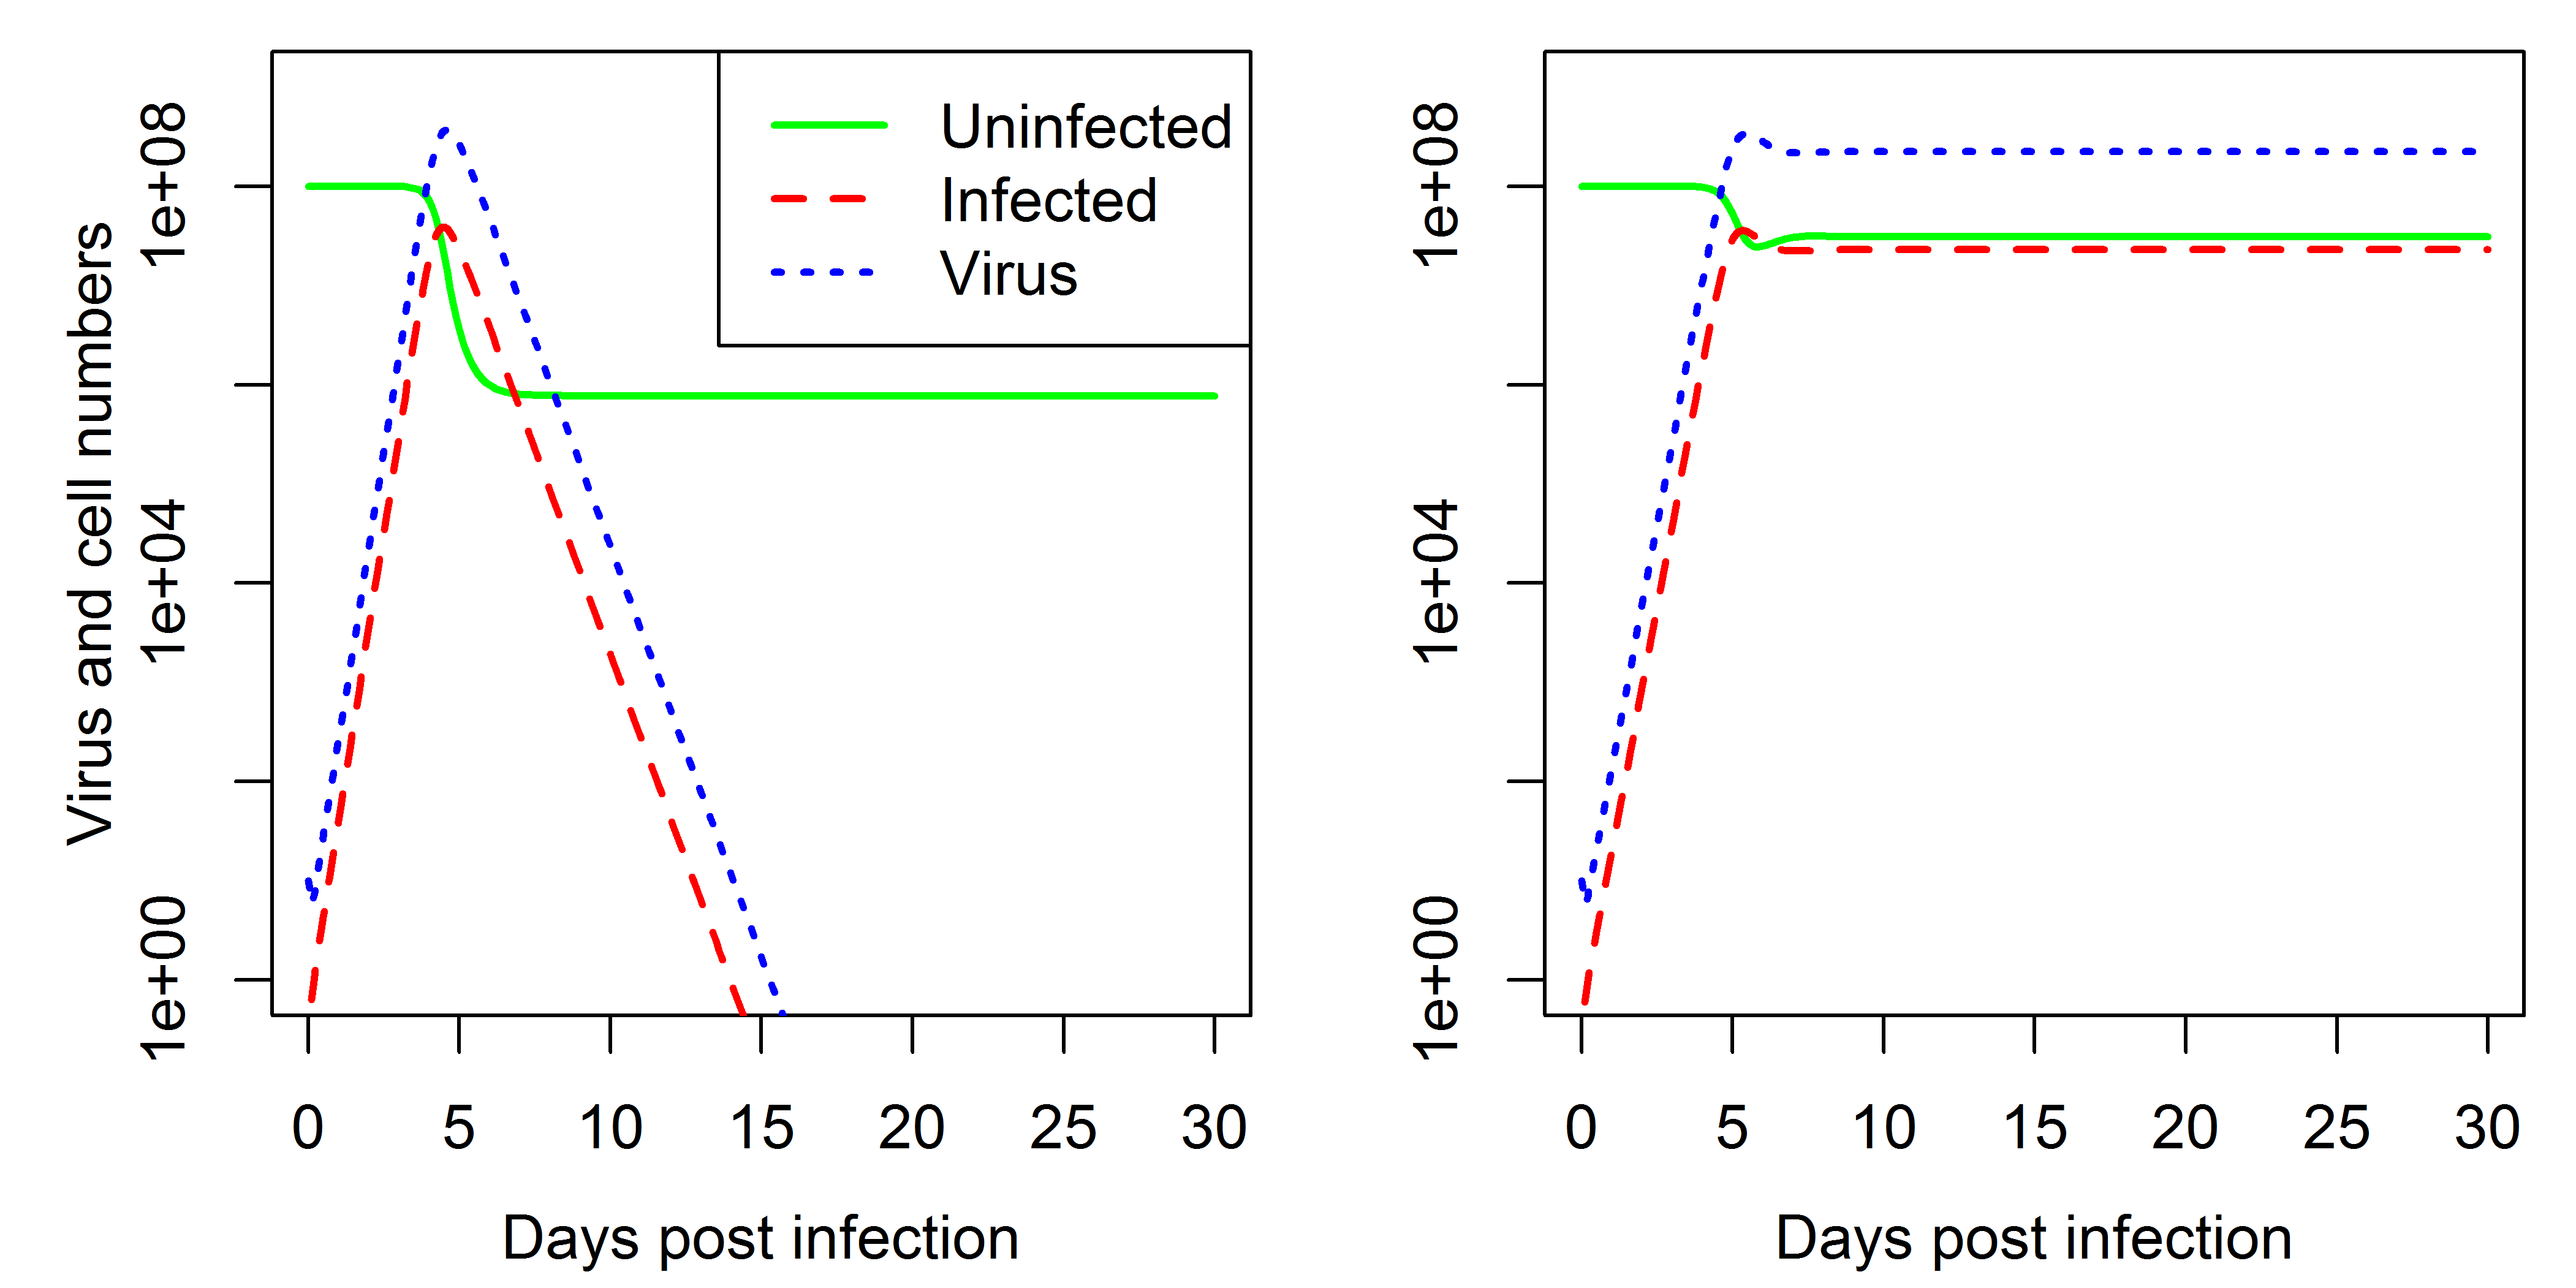 Virus and cell numbers
1e+08
1e+04
1e+00
Uninfected
Infected
Virus
0 5 10 15 20 25 30
Days post infection
1e+08
1e+04
1e+00
0 5 10 15 20 25 30
Days post infection